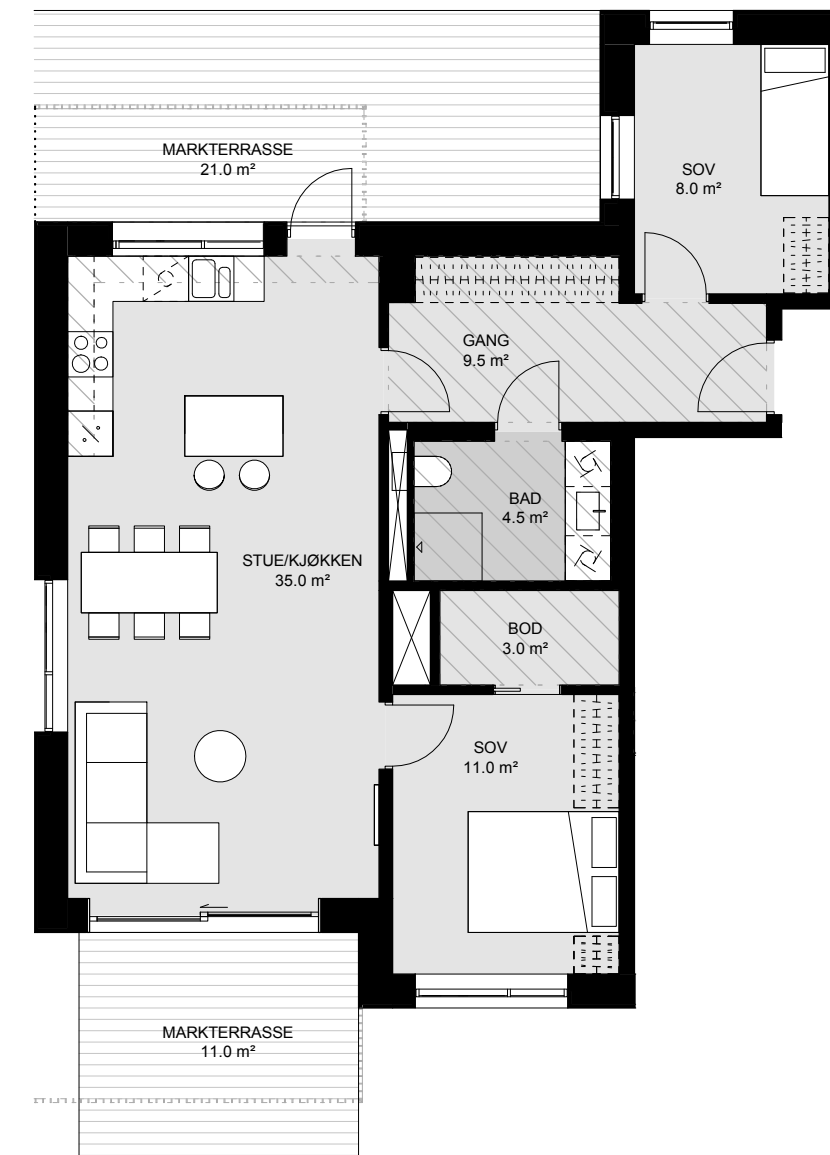 MARKTERRASSE
21.0 m²
SOV
8.0 m²
GANG
9.5 m²
BAD
4.5 m²
STUE/KJØKKEN
35.0 m²
BOD
3.0 m²
SOV
11.0 m²
MARKTERRASSE
11.0 m²